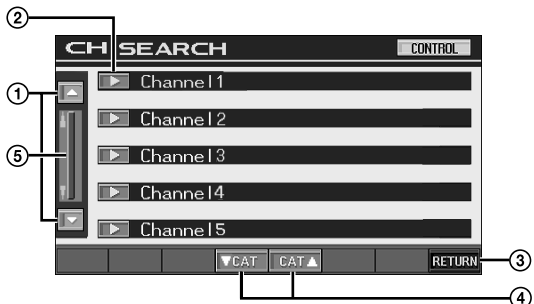 ②
CH SEARCH CONTROL
① Channel1
Channel2
⑤ Channel3
Channel4
Channel5
▼CAT CAT▲ RETURN ③
④